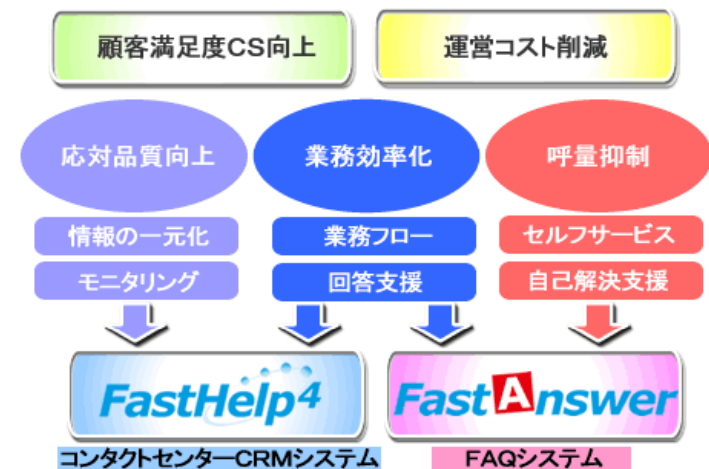 顧客満足度CS向上
運営コスト削減
応対品質向上
業務効率化
呼量抑制
情報の一元化
業務フロー
セルフサービス
モニタリング
回答支援
自己解決支援
FastHelp4
FastAnswer
コンタクトセンターCRMシステム
FAQシステム